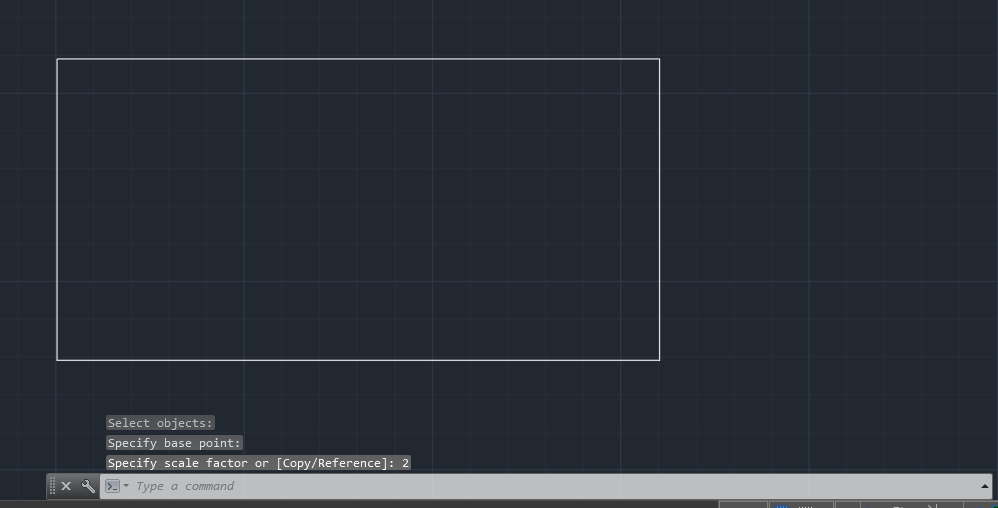 Select objects:
Specify base point:
Specify scale factor or [Copy/Reference]: 2
Type a command